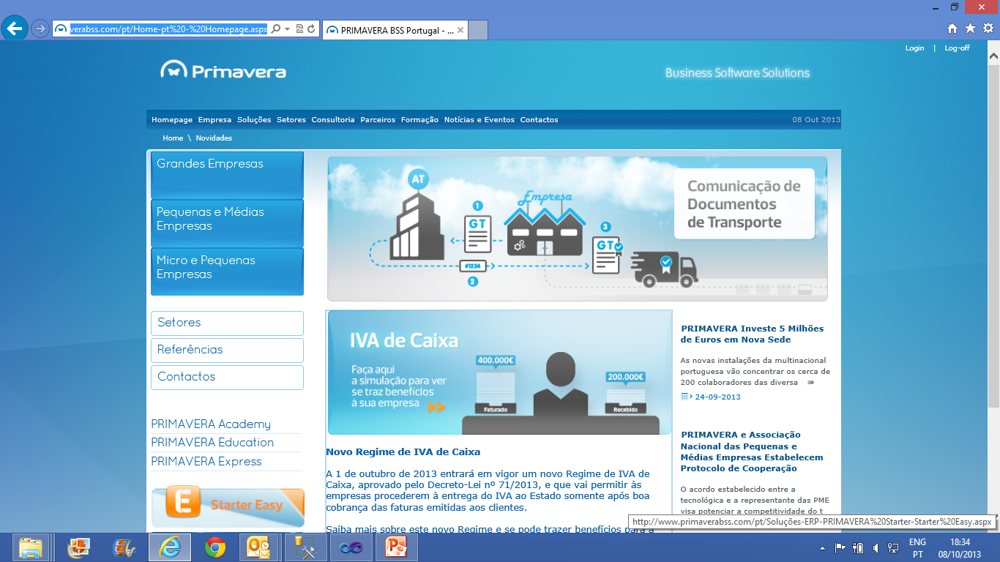 verabss.com/pt/Home-pt%20-%20Homepage.aspx
PRIMAVERA BSS Portugal - ...
Login | Log-off
Primavera
Business Software Solutions
Homepage Empresa Soluções Setores Consultoria Parceiros Formação Notícias e Eventos Contactos
08 Out 2013
Home \ Novidades
Grandes Empresas
Pequenas e Médias
Empresas
Micro e Pequenas
Empresas
Setores
Referências
Contactos
PRIMAVERA Academy
PRIMAVERA Education
PRIMAVERA Express
E Starter Easy
AT
1
GT
#1234
2
Empresa
3
GT
Comunicação de
Documentos
de Transporte
IVA de Caixa
Faça aqui
a simulação para ver
se traz benefícios
à sua empresa
400.000€
Faturado
200.000€
Recebido
Novo Regime de IVA de Caixa
A 1 de outubro de 2013 entrará em vigor um novo Regime de IVA de
Caixa, aprovado pelo Decreto-Lei nº 71/2013, e que vai permitir às
empresas procederem à entrega do IVA ao Estado somente após boa
cobrança das faturas emitidas aos clientes.
Saiba mais sobre este novo Regime e se pode trazer benefícios para a
PRIMAVERA Investe 5 Milhões
de Euros em Nova Sede
As novas instalações da multinacional
portuguesa vão concentrar os cerca de
200 colaboradores das diversa
24-09-2013
PRIMAVERA e Associação
Nacional das Pequenas e
Médias Empresas Estabelecem
Protocolo de Cooperação
O acordo estabelecido entre a
tecnológica e a representante das PME
visa potenciar a competitividade do t
http://www.primaverabss.com/pt/Soluções-ERP-PRIMAVERA%20Starter-Starter%20Easy.aspx
ENG
PT
18:34
08/10/2013